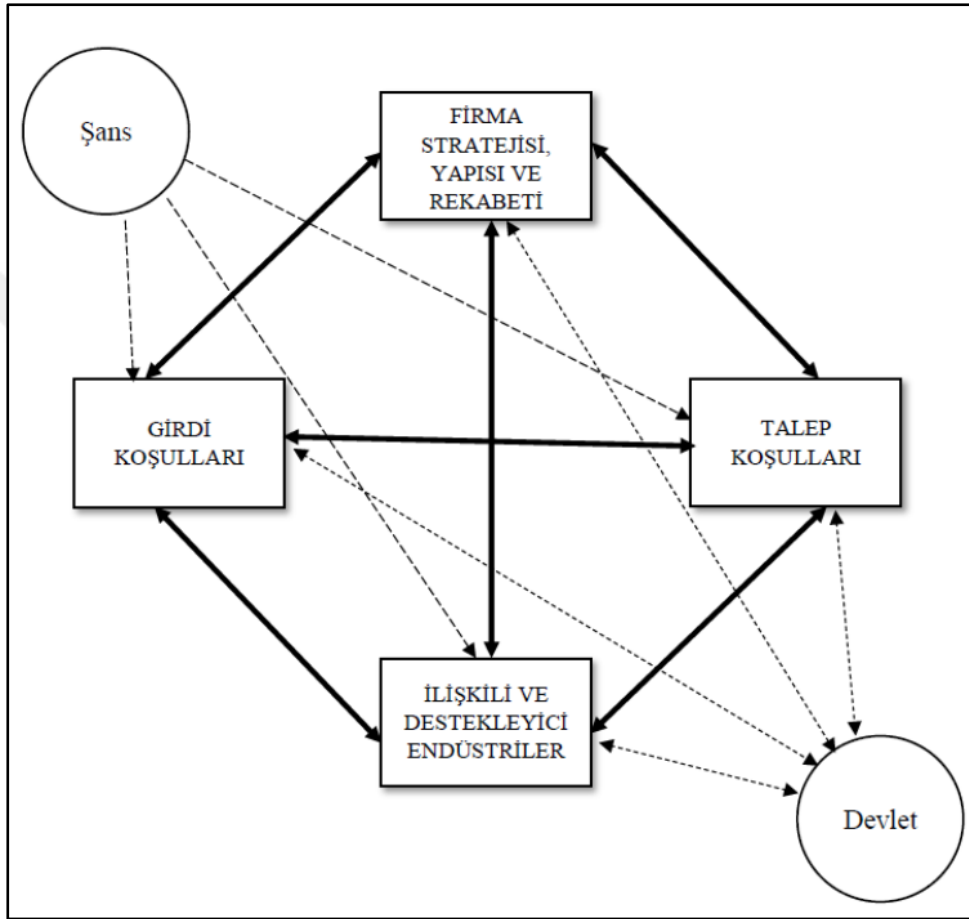 Şans
FİRMA
STRATEJİSİ,
YAPISI VE
REKABETİ
GİRDİ
KOŞULLARI
TALEP
KOŞULLARI
İLİŞKİLİ VE
DESTEKLEYİCİ
ENDÜSTRİLER
Devlet